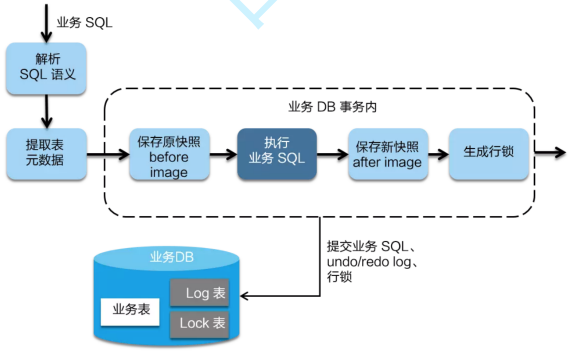 业务 SQL
解析
SQL 语义
业务 DB 事务内
提取表
元数据
保存原快照
before
image
执行
业务 SQL
保存新快照
after image
生成行锁
提交业务 SQL、
undo/redo log、
行锁
业务DB
业务表
Log 表
Lock 表